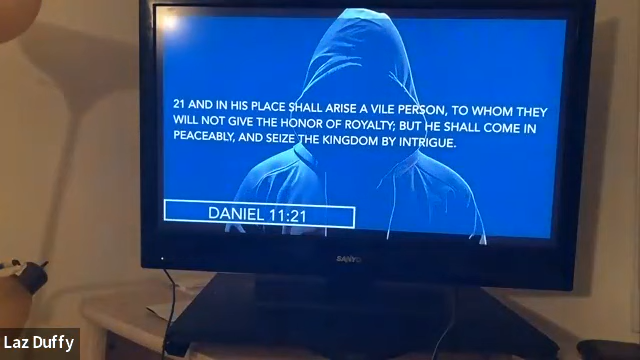 21 AND IN HIS PLACE SHALL ARISE A VILE PERSON, TO WHOM THEY
WILL NOT GIVE THE HONOR OF ROYALTY; BUT HE SHALL COME IN
PEACEABLY, AND SEIZE THE KINGDOM BY INTRIGUE.
DANIEL 11:21
SANYO
Laz Duffy